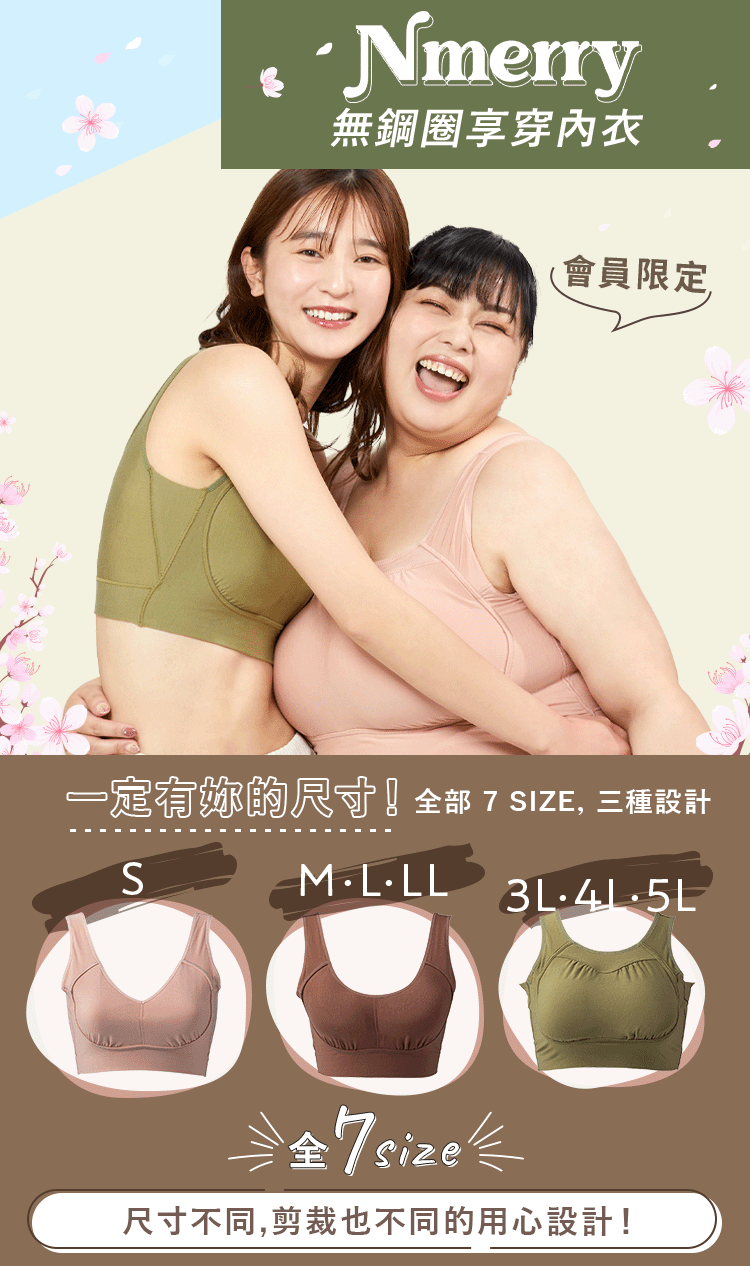 Nmerry
無鋼圈享穿內衣
會員限定
一定有妳的尺寸! 全部 7 SIZE, 三種設計
S
M·L·LL
3L·4L·5L
全7size
尺寸不同,剪裁也不同的用心設計!